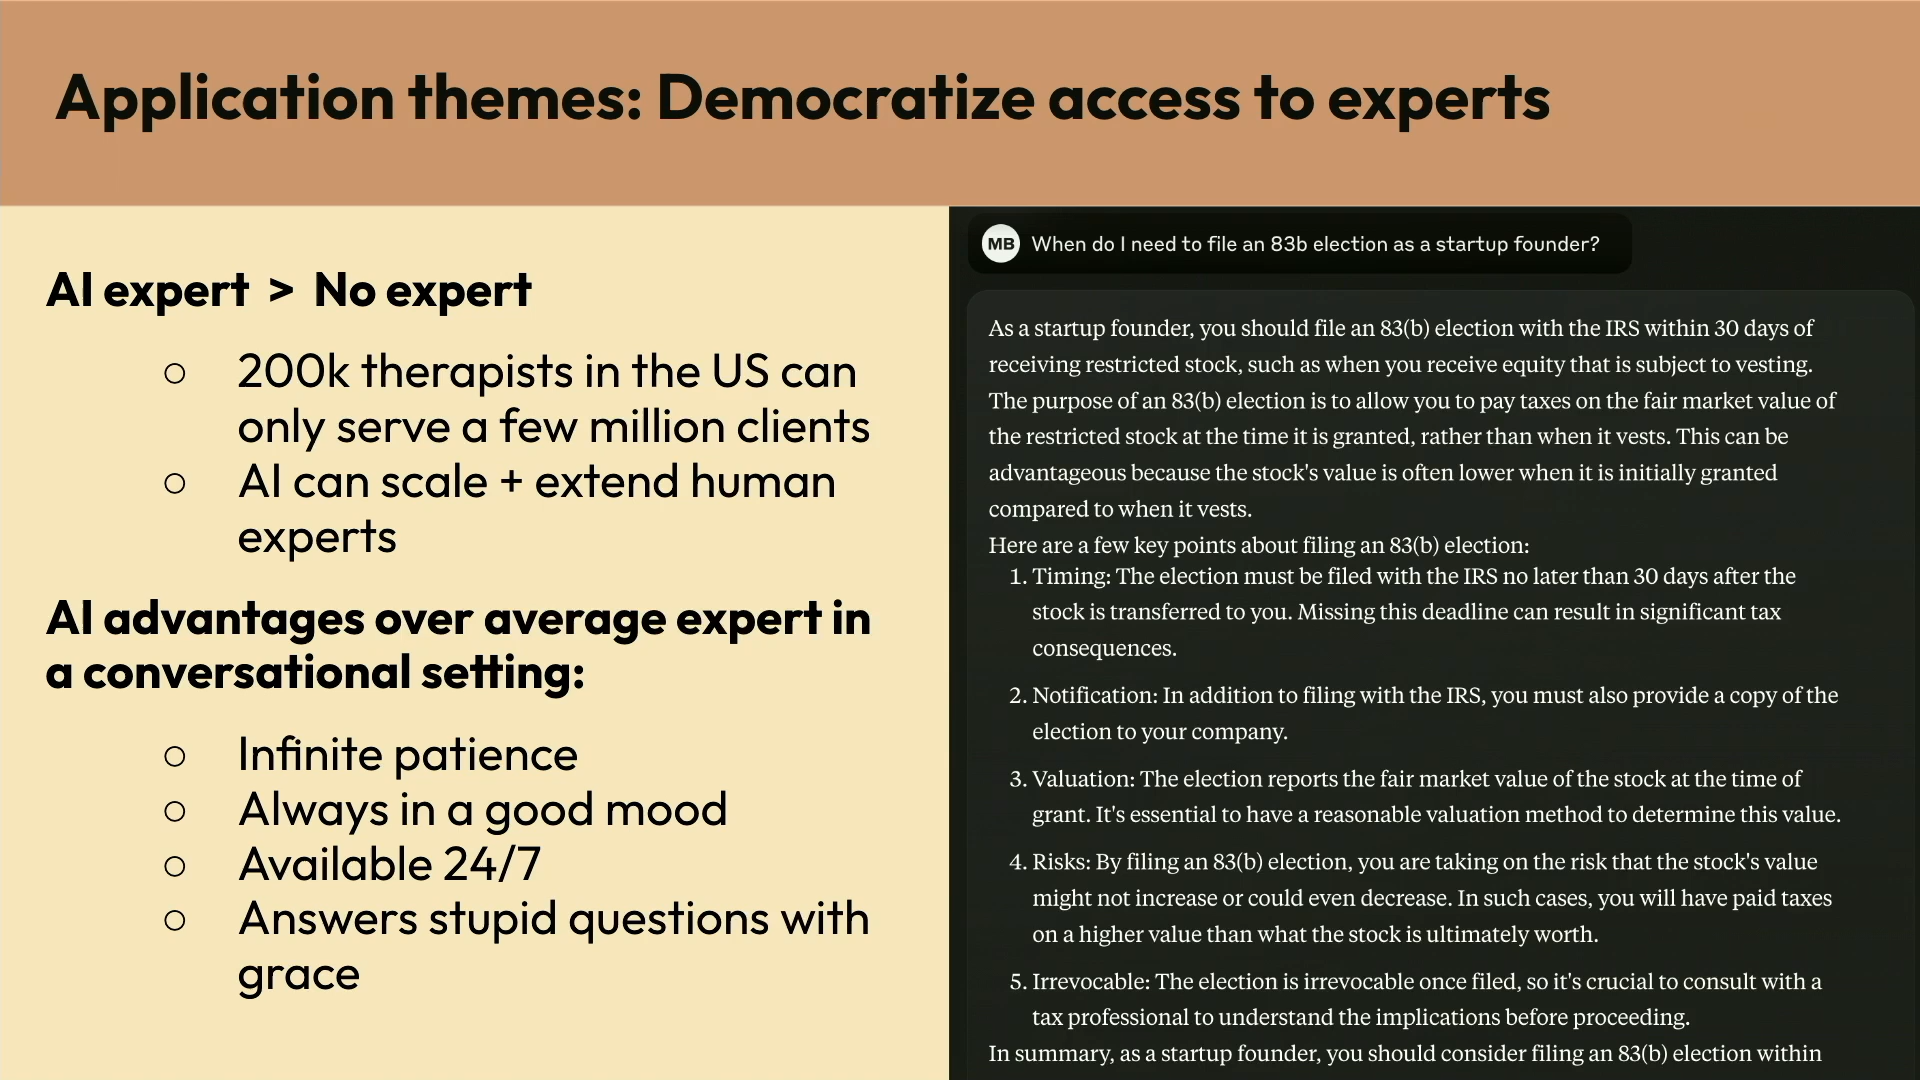 Application themes: Democratize access to experts
AI expert > No expert
○ 200k therapists in the US can
only serve a few million clients
○ AI can scale + extend human
experts
AI advantages over average expert in
a conversational setting:
○ Infinite patience
○ Always in a good mood
○ Available 24/7
○ Answers stupid questions with
grace
MB When do I need to file an 83b election as a startup founder?
As a startup founder, you should file an 83(b) election with the IRS within 30 days of
receiving restricted stock, such as when you receive equity that is subject to vesting.
The purpose of an 83(b) election is to allow you to pay taxes on the fair market value of
the restricted stock at the time it is granted, rather than when it vests. This can be
advantageous because the stock's value is often lower when it is initially granted
compared to when it vests.
Here are a few key points about filing an 83(b) election:
1. Timing: The election must be filed with the IRS no later than 30 days after the
stock is transferred to you. Missing this deadline can result in significant tax
consequences.
2. Notification: In addition to filing with the IRS, you must also provide a copy of the
election to your company.
3. Valuation: The election reports the fair market value of the stock at the time of
grant. It's essential to have a reasonable valuation method to determine this value.
4. Risks: By filing an 83(b) election, you are taking on the risk that the stock's value
might not increase or could even decrease. In such cases, you will have paid taxes
on a higher value than what the stock is ultimately worth.
5. Irrevocable: The election is irrevocable once filed, so it's crucial to consult with a
tax professional to understand the implications before proceeding.
In summary, as a startup founder, you should consider filing an 83(b) election within